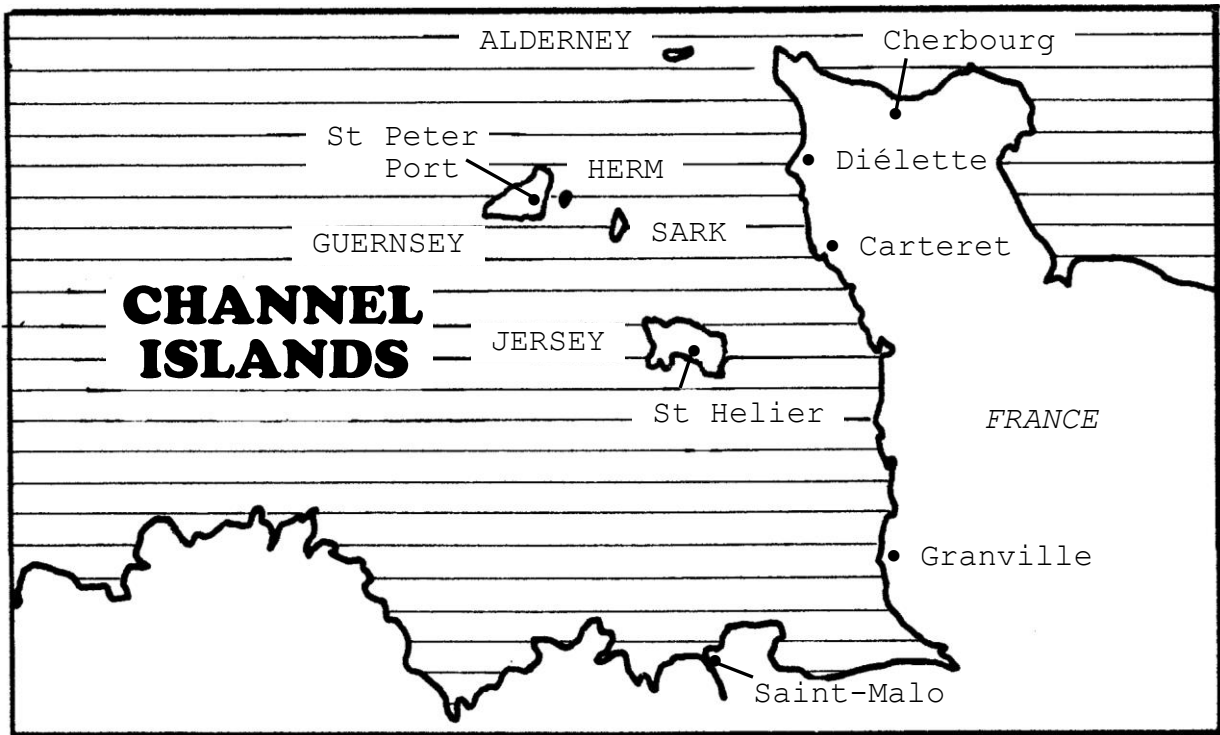 ALDERNEY
Cherbourg
St Peter
Port
HERM
Diélette
GUERNSEY
SARK
Carteret
CHANNEL
ISLANDS
JERSEY
St Helier
FRANCE
Granville
Saint-Malo